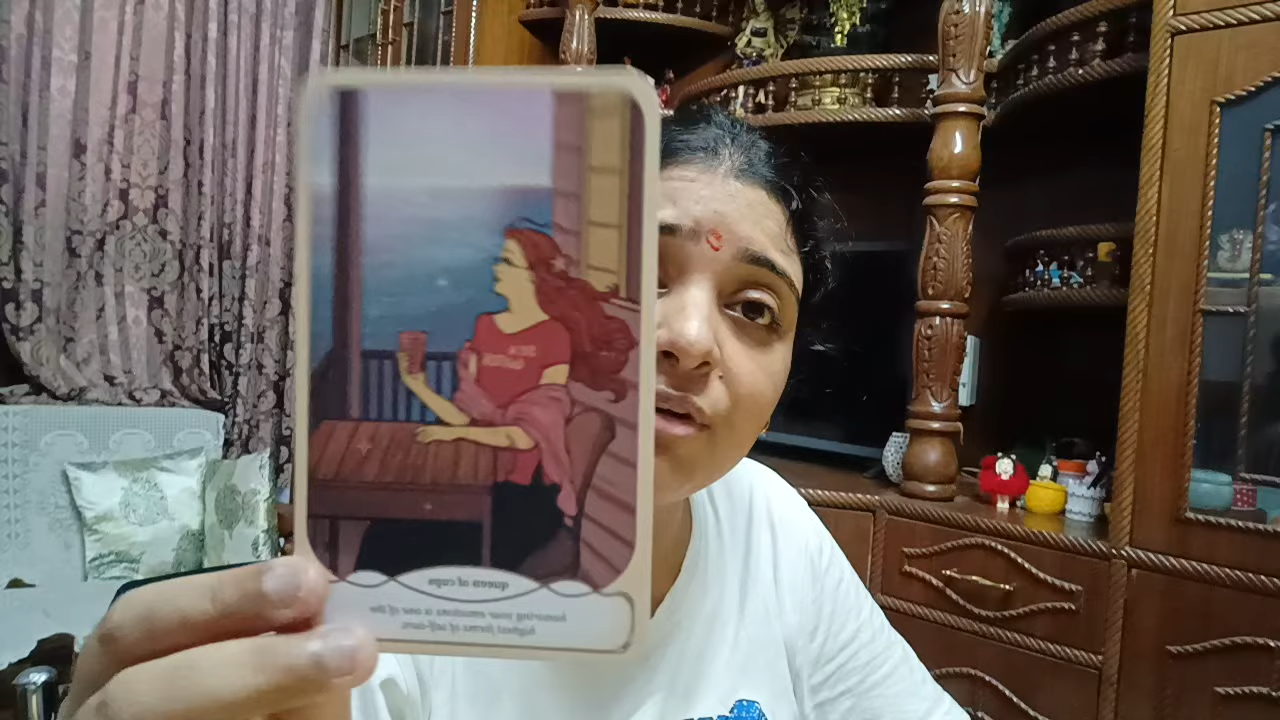 queen of cups
honoring your emotions is one of the
highest forms of self-care.